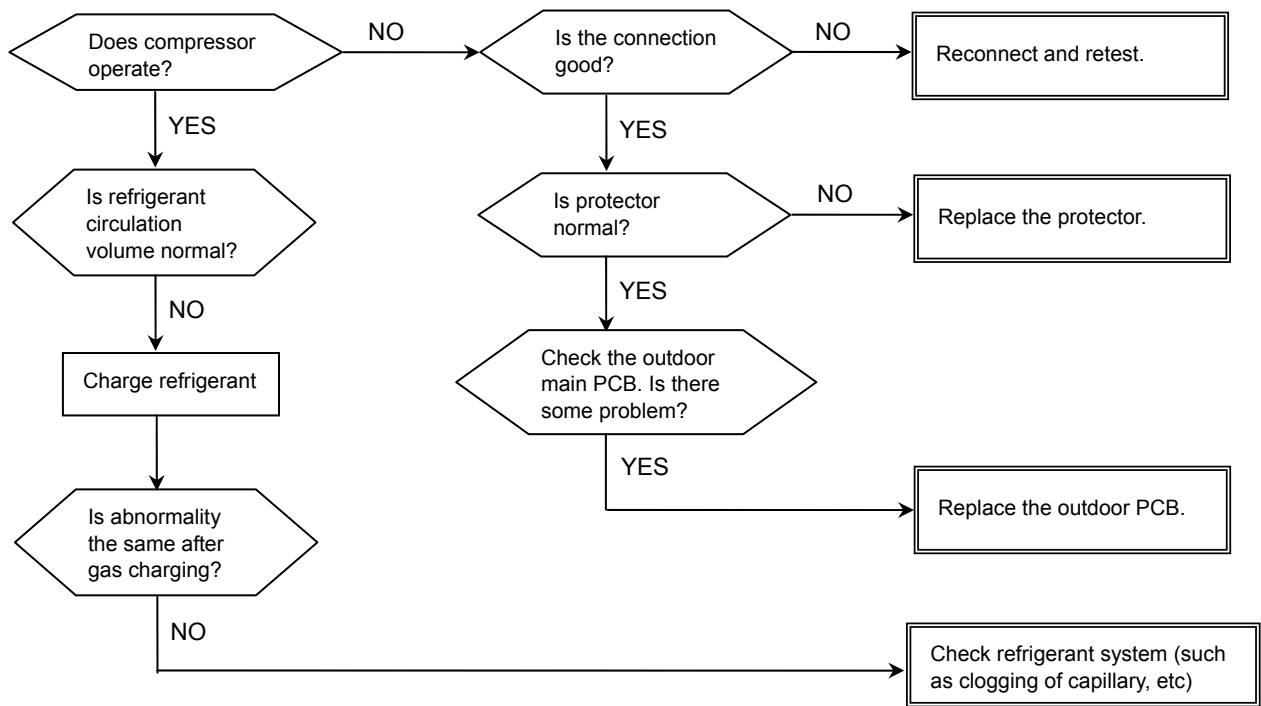 Does compressor
operate?
NO
Is the connection
good?
NO
Reconnect and retest.
YES
YES
Is refrigerant
circulation
volume normal?
Is protector
normal?
NO
Replace the protector.
NO
YES
Charge refrigerant
Check the outdoor
main PCB. Is there
some problem?
YES
Replace the outdoor PCB.
Is abnormality
the same after
gas charging?
NO
Check refrigerant system (such
as clogging of capillary, etc)